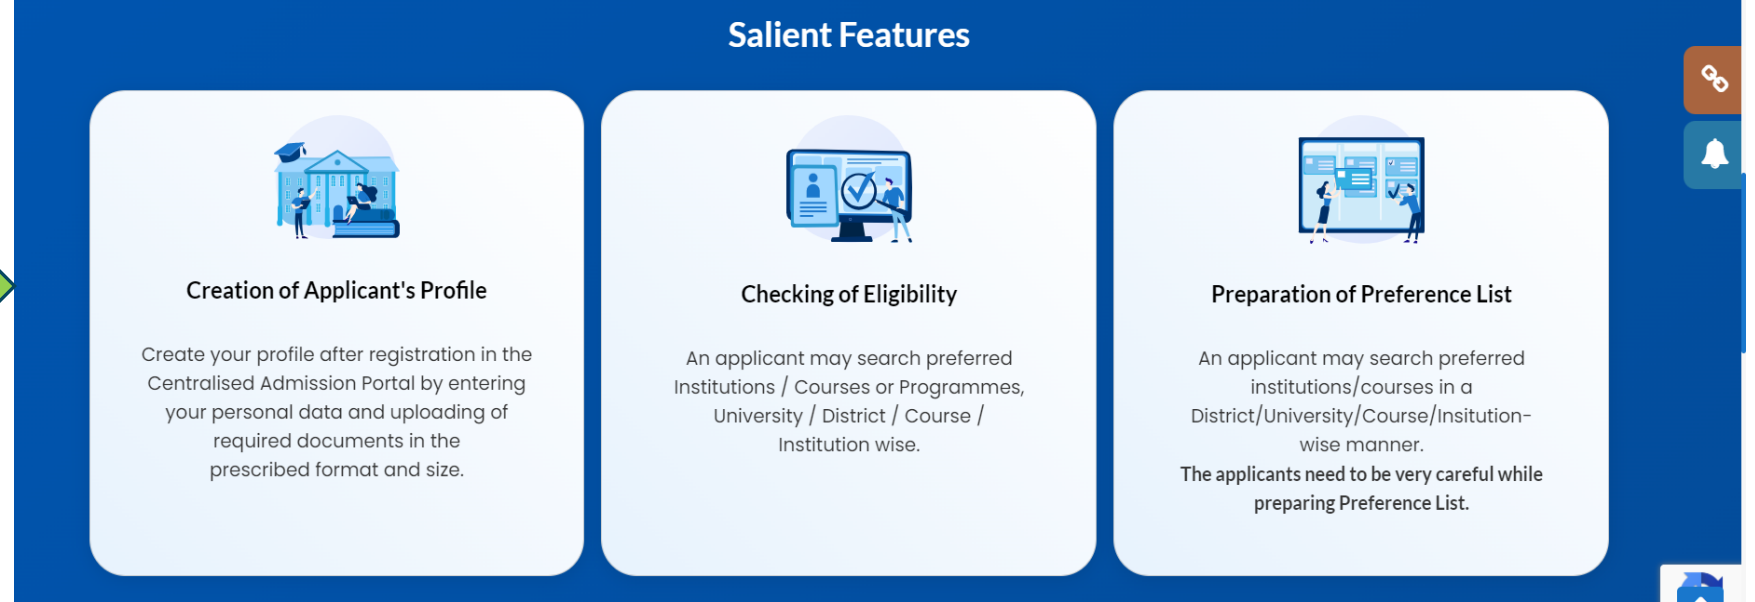 Salient Features
Creation of Applicant's Profile
Create your profile after registration in the
Centralised Admission Portal by entering
your personal data and uploading of
required documents in the
prescribed format and size.
Checking of Eligibility
An applicant may search preferred
Institutions / Courses or Programmes,
University / District / Course /
Institution wise.
Preparation of Preference List
An applicant may search preferred
institutions/courses in a
District/University/Course/Insitution-
wise manner.
The applicants need to be very careful while
preparing Preference List.